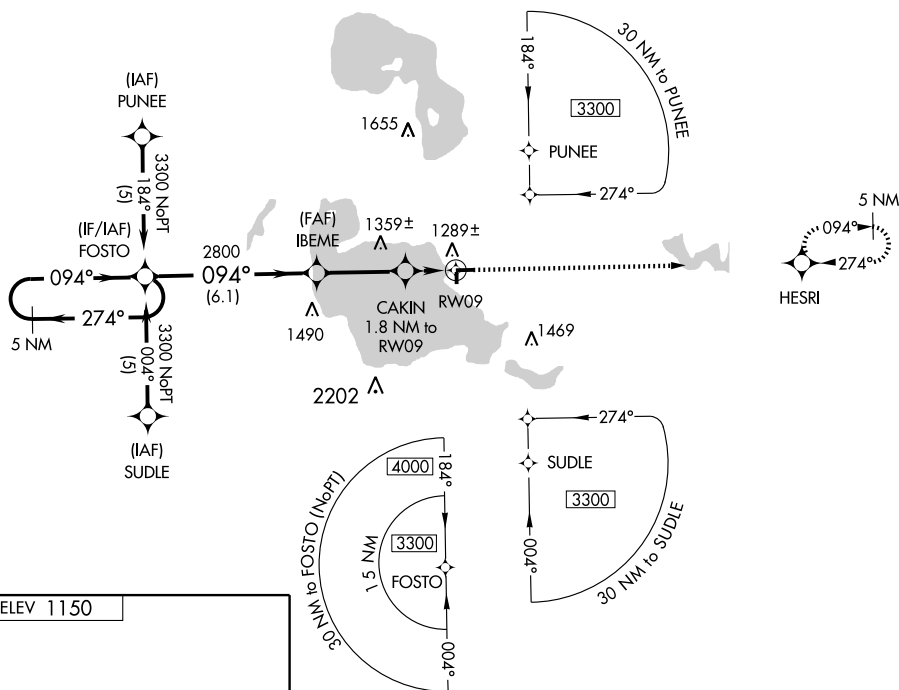 (IAF)
PUNEE
3300 NoPT
184°
(5)
(IF/IAF)
FOSTO
094°
274°
5 NM
3300 NoPT
004°
(5)
(IAF)
SUDLE
2800
094°
(6.1)
(FAF)
IBEME
1490
1655
1359±
1289±
CAKIN
1.8 NM to
RW09
RW09
1469
2202
184°
30 NM to PUNEE
3300
PUNEE
274°
5 NM
094°
274°
HESRI
274°
SUDLE
3300
004°
30 NM to SUDLE
30 NM to FOSTO (NoPT)
4000
184°
15 NM
3300
FOSTO
004°
ELEV 1150